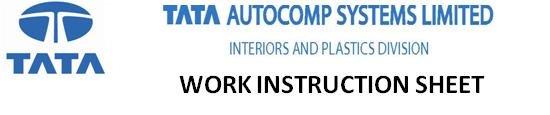 TATA AUTOCOMP SYSTEMS LIMITED
INTERIORS AND PLASTICS DIVISION
TATA
WORK INSTRUCTION SHEET